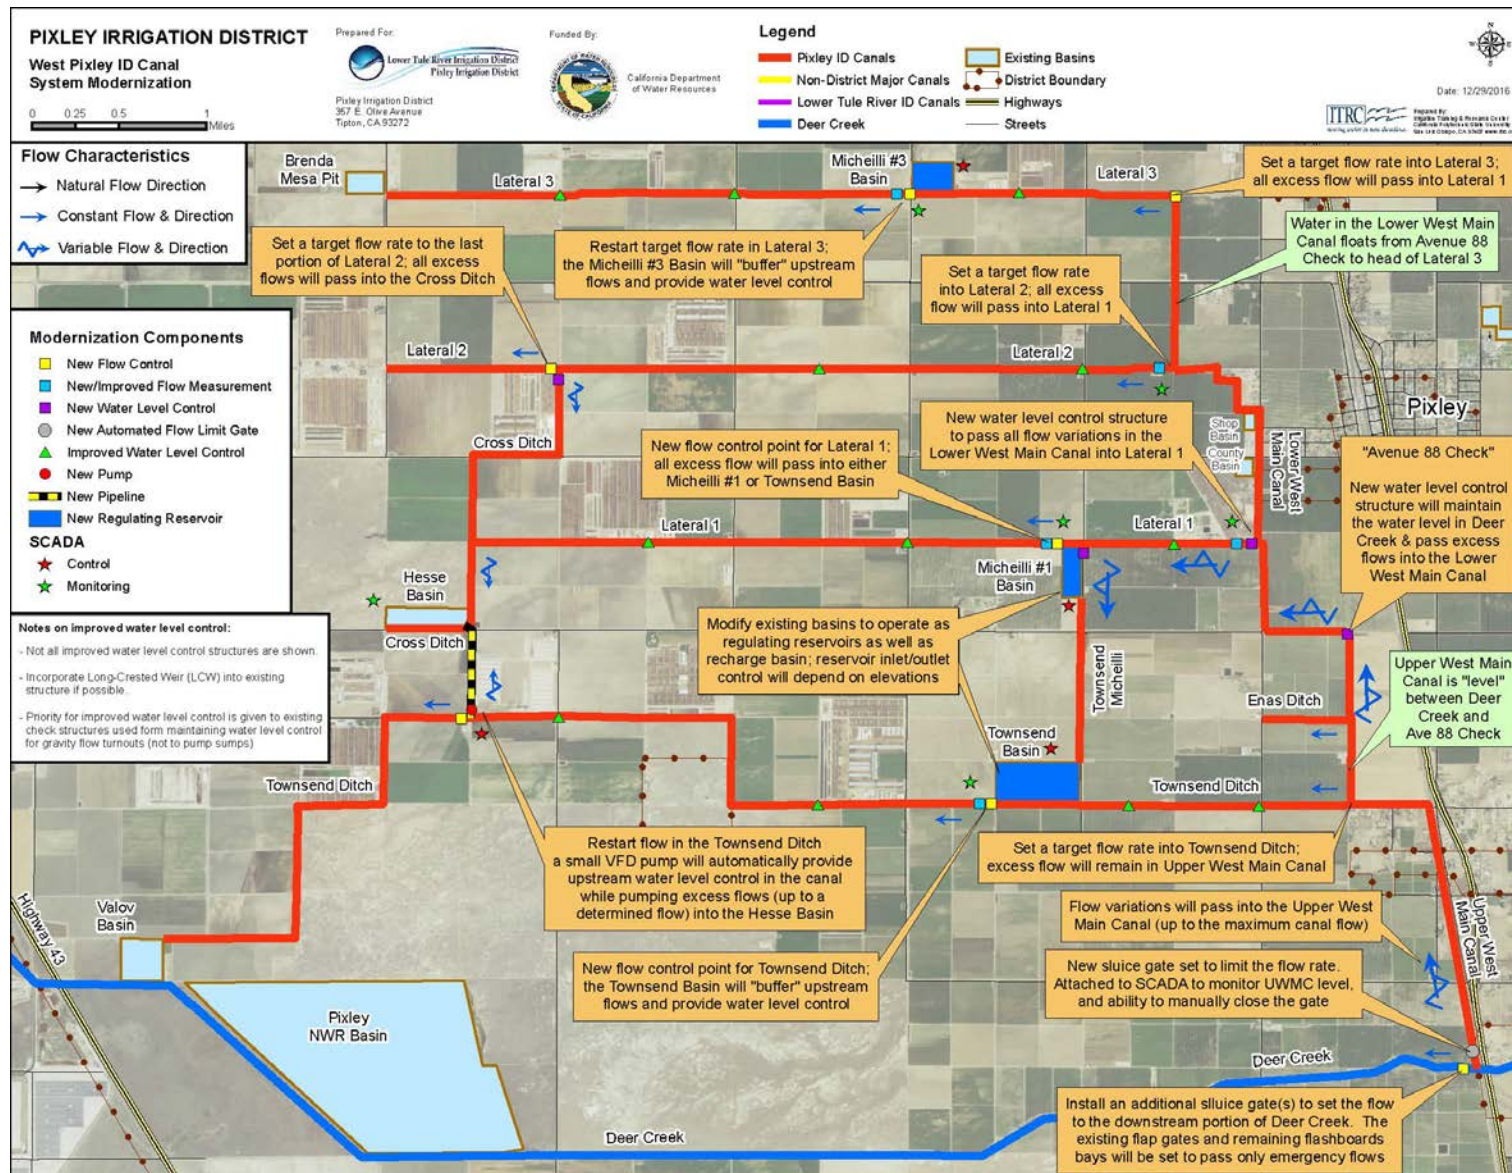 PIXLEY IRRIGATION DISTRICT
West Pixley ID Canal
System Modernization
0 0.25 0.5 1
Miles
Prepared For:
Lower Tule River Irrigation District
Pixley Irrigation District
Pixley Irrigation District
357 E. Olive Avenue
Tipton, CA 93272
Funded By:
California Department
of Water Resources
Legend
Pixley ID Canals
Non-District Major Canals
Lower Tule River ID Canals
Deer Creek
Existing Basins
District Boundary
Highways
Streets
N
Date: 12/29/2016
ITRC
Prepared By:
Flow Characteristics
Natural Flow Direction
Constant Flow & Direction
Variable Flow & Direction
Modernization Components
New Flow Control
New/Improved Flow Measurement
New Water Level Control
New Automated Flow Limit Gate
Improved Water Level Control
New Pump
New Pipeline
New Regulating Reservoir
SCADA
Control
Monitoring
Notes on improved water level control:
- Not all improved water level control structures are shown.
- Incorporate Long-Crested Weir (LCW) into existing
structure if possible.
- Priority for improved water level control is given to existing
check structures used form maintaining water level control
for gravity flow turnouts (not to pump sumps)
Brenda
Mesa Pit
Lateral 3
Micheilli #3
Basin
Lateral 3
Set a target flow rate into Lateral 3;
all excess flow will pass into Lateral 1
Water in the Lower West Main
Canal floats from Avenue 88
Check to head of Lateral 3
Set a target flow rate to the last
portion of Lateral 2; all excess
flows will pass into the Cross Ditch
Restart target flow rate in Lateral 3;
the Micheilli #3 Basin will "buffer" upstream
flows and provide water level control
Set a target flow rate
into Lateral 2; all excess
flow will pass into Lateral 1
Lateral 2
Lateral 2
Pixley
Cross Ditch
New flow control point for Lateral 1;
all excess flow will pass into either
Micheilli #1 or Townsend Basin
New water level control structure
to pass all flow variations in the
Lower West Main Canal into Lateral 1
Shop
Basin
County
Basin
Lower West
Main Canal
"Avenue 88 Check"
New water level control
structure will maintain
the water level in Deer
Creek & pass excess
flows into the Lower
West Main Canal
Lateral 1
Lateral 1
Hesse
Basin
Micheilli #1
Basin
Cross Ditch
Modify existing basins to operate as
regulating reservoirs as well as
recharge basin; reservoir inlet/outlet
control will depend on elevations
Townsend
Micheilli
Enas Ditch
Upper West Main
Canal is "level"
between Deer
Creek and
Ave 88 Check
Townsend
Basin
Townsend Ditch
Townsend Ditch
Restart flow in the Townsend Ditch
a small VFD pump will automatically provide
upstream water level control in the canal
while pumping excess flows (up to a
determined flow) into the Hesse Basin
Set a target flow rate into Townsend Ditch;
excess flow will remain in Upper West Main Canal
Flow variations will pass into the Upper West
Main Canal (up to the maximum canal flow)
Upper West
Main Canal
Highway 43
Valov
Basin
New flow control point for Townsend Ditch;
the Townsend Basin will "buffer" upstream
flows and provide water level control
New sluice gate set to limit the flow rate.
Attached to SCADA to monitor UWMC level,
and ability to manually close the gate
Pixley
NWR Basin
Deer Creek
Install an additional slluice gate(s) to set the flow
to the downstream portion of Deer Creek. The
existing flap gates and remaining flashboards
bays will be set to pass only emergency flows
Deer Creek